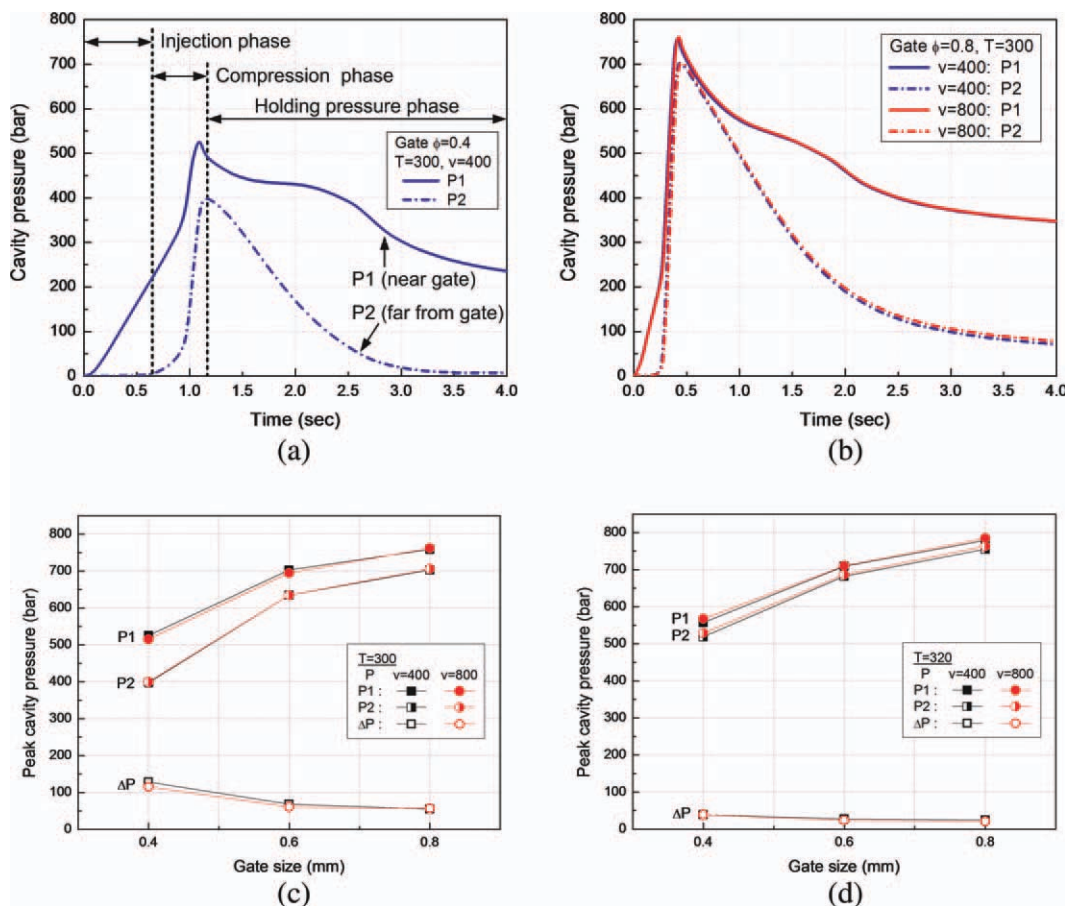 800
700
600
500
400
300
200
100
0
Cavity pressure (bar)
Injection phase
Compression phase
Holding pressure phase
Gate ϕ=0.4
T=300, v=400
P1
P2
P1 (near gate)
P2 (far from gate)
0.0 0.5 1.0 1.5 2.0 2.5 3.0 3.5 4.0
Time (sec)
(a)
800
700
600
500
400
300
200
100
0
Cavity pressure (bar)
Gate ϕ=0.8, T=300
v=400: P1
v=400: P2
v=800: P1
v=800: P2
0.0 0.5 1.0 1.5 2.0 2.5 3.0 3.5 4.0
Time (sec)
(b)
800
700
600
500
400
300
200
100
0
Peak cavity pressure (bar)
P1
P2
ΔP
T=300
P v=400 v=800
P1 :
P2 :
ΔP :
0.4 0.6 0.8
Gate size (mm)
(c)
800
700
600
500
400
300
200
100
0
Peak cavity pressure (bar)
P1
P2
ΔP
T=320
P v=400 v=800
P1 :
P2 :
ΔP :
0.4 0.6 0.8
Gate size (mm)
(d)